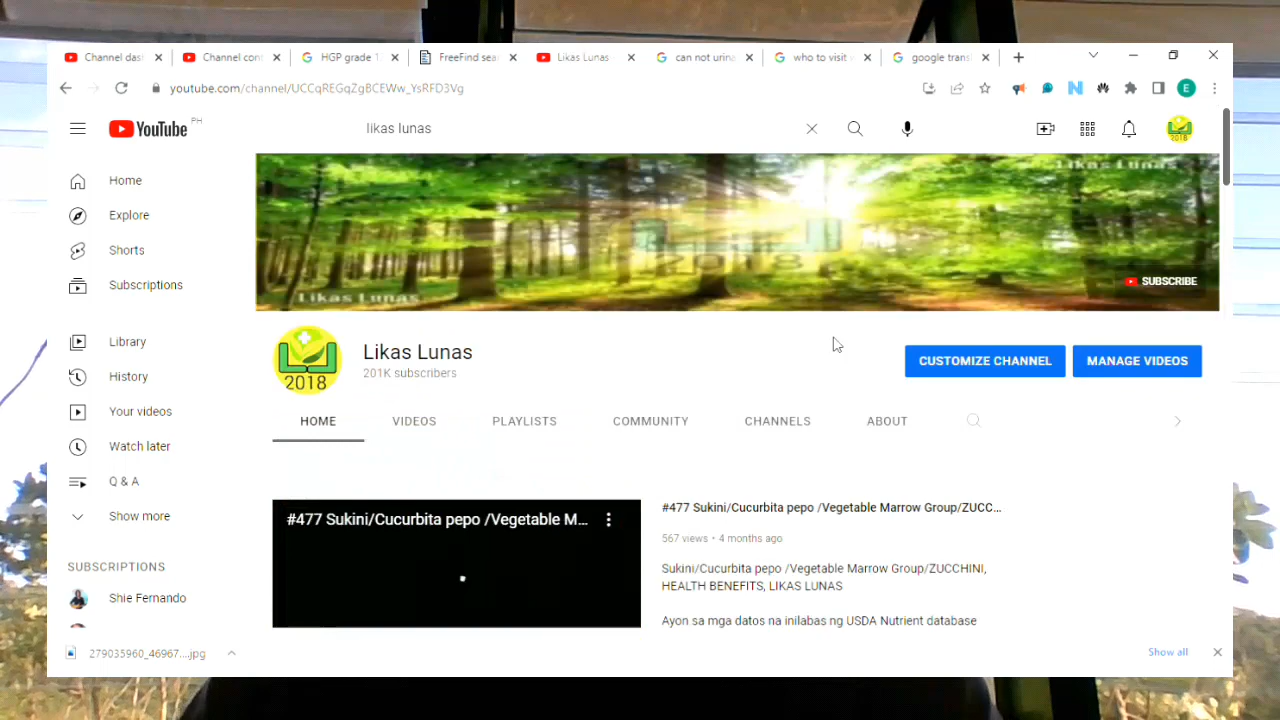 Channel das
Channel con
HGP grade 1
FreeFind sea
Likas Lunas
can not urina
who to visit
google transl
youtube.com/channel/UCCqREGqZgBCEWw_YsRFD3Vg
E
YouTube PH
likas lunas
2018
Home
Explore
Shorts
Subscriptions
Library
History
Your videos
Watch later
Q & A
Show more
SUBSCRIPTIONS
Shie Fernando
Likas Lunas
2018
Likas Lunas
SUBSCRIBE
2018
Likas Lunas
201K subscribers
CUSTOMIZE CHANNEL
MANAGE VIDEOS
HOME VIDEOS PLAYLISTS COMMUNITY CHANNELS ABOUT
#477 Sukini/Cucurbita pepo /Vegetable M...
#477 Sukini/Cucurbita pepo /Vegetable Marrow Group/ZUCC...
567 views • 4 months ago
Sukini/Cucurbita pepo /Vegetable Marrow Group/ZUCCHINI,
HEALTH BENEFITS, LIKAS LUNAS
Ayon sa mga datos na inilabas ng USDA Nutrient database
279035960_46967....jpg
Show all